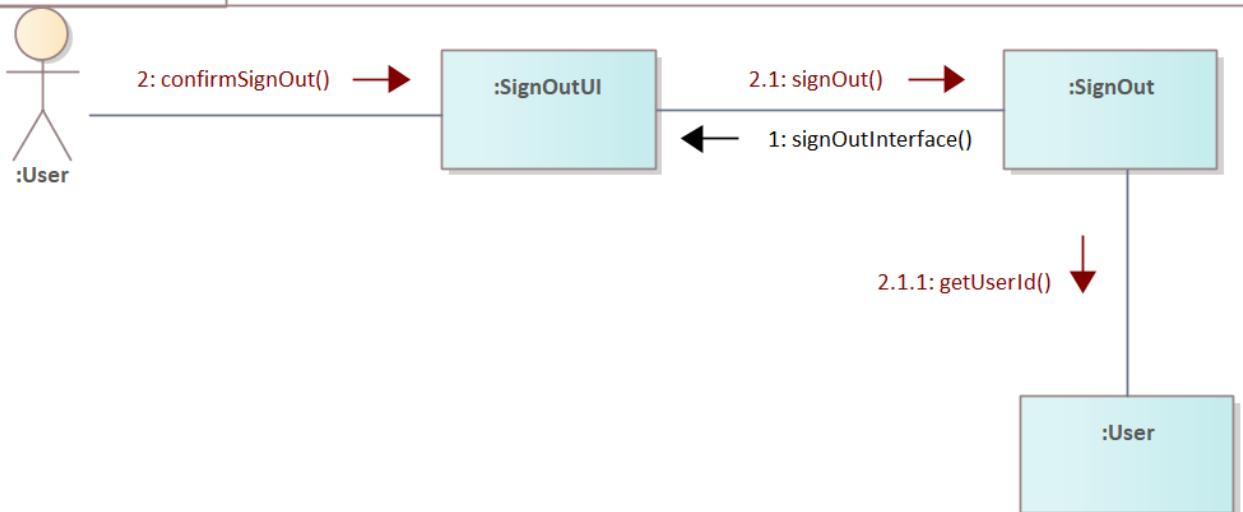 2: confirmSignOut()
:SignOutUI
2.1: signOut()
:SignOut
1: signOutInterface()
:User
2.1.1: getUserId()
:User